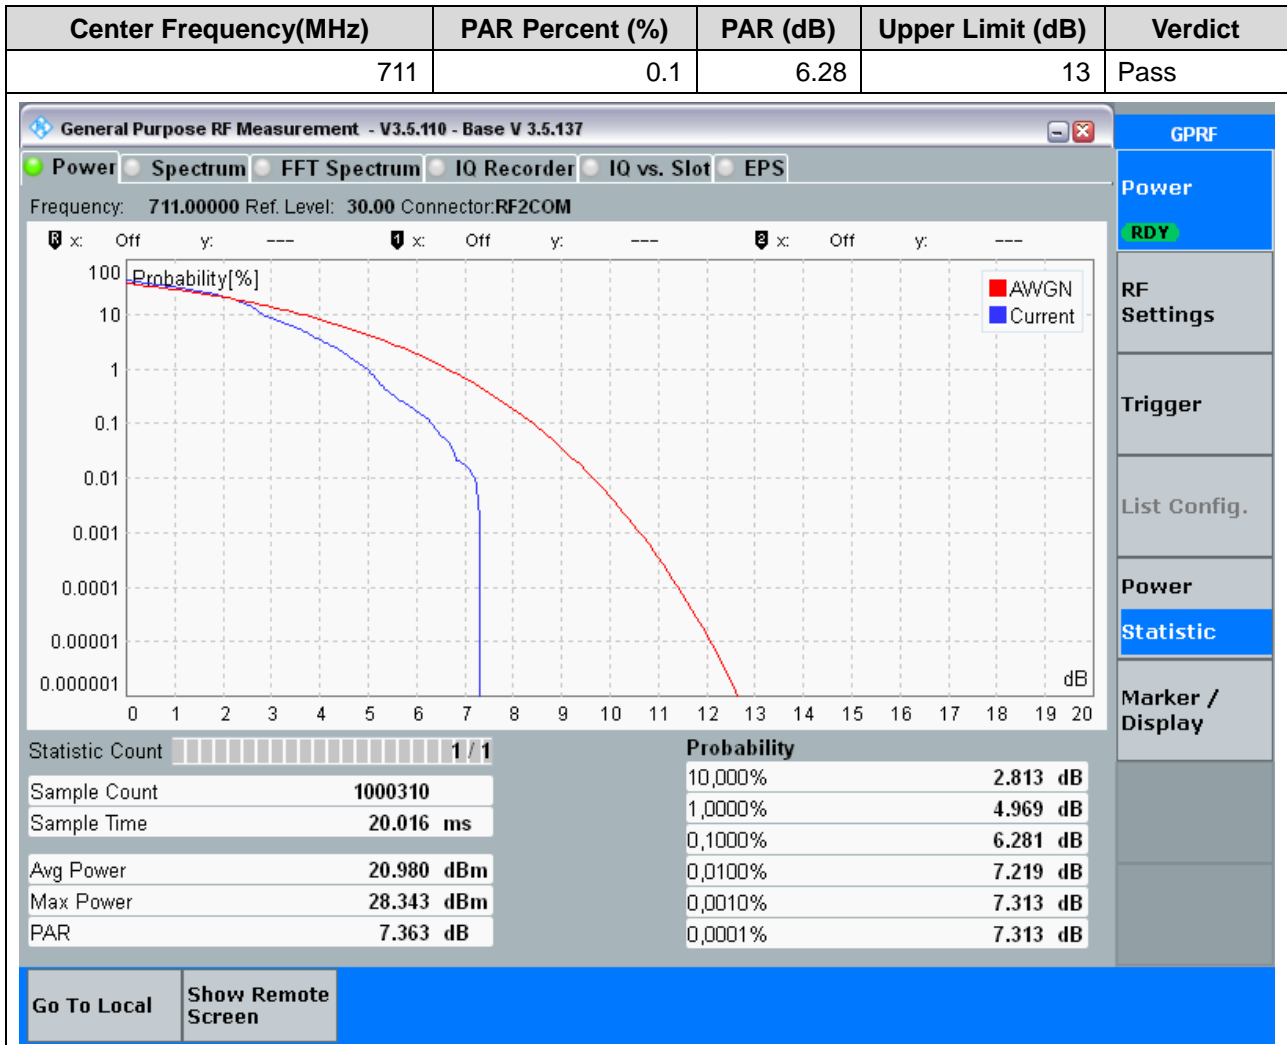 Center Frequency(MHz) PAR Percent (%) PAR (dB) Upper Limit (dB) Verdict
711 0.1 6.28 13 Pass
General Purpose RF Measurement - V3.5.110 - Base V 3.5.137
GPRF
Power Spectrum FFT Spectrum IQ Recorder IQ vs. Slot EPS
Power
RDY
Frequency: 711.00000 Ref. Level: 30.00 Connector:RF2COM
R x: Off y: --- 1 x: Off y: --- 2 x: Off y: ---
Probability[%]
100
10
1
0.1
0.01
0.001
0.0001
0.00001
0.000001
AWGN
Current
dB
0 1 2 3 4 5 6 7 8 9 10 11 12 13 14 15 16 17 18 19 20
RF
Settings
Trigger
List Config.
Power
Statistic
Marker /
Display
Statistic Count 1 / 1
Sample Count 1000310
Sample Time 20.016 ms
Avg Power 20.980 dBm
Max Power 28.343 dBm
PAR 7.363 dB
Probability
10,000% 2.813 dB
1,0000% 4.969 dB
0,1000% 6.281 dB
0,0100% 7.219 dB
0,0010% 7.313 dB
0,0001% 7.313 dB
Go To Local
Show Remote
Screen